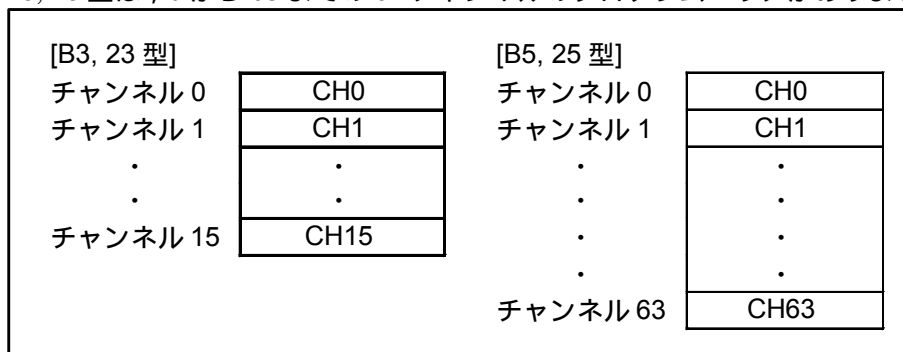 [B3, 23 型]
チャンネル 0 CH0
チャンネル 1 CH1
・ ・
・ ・
チャンネル 15 CH15
[B5, 25 型]
チャンネル 0 CH0
チャンネル 1 CH1
・ ・
・ ・
・ ・
・ ・
チャンネル 63 CH63